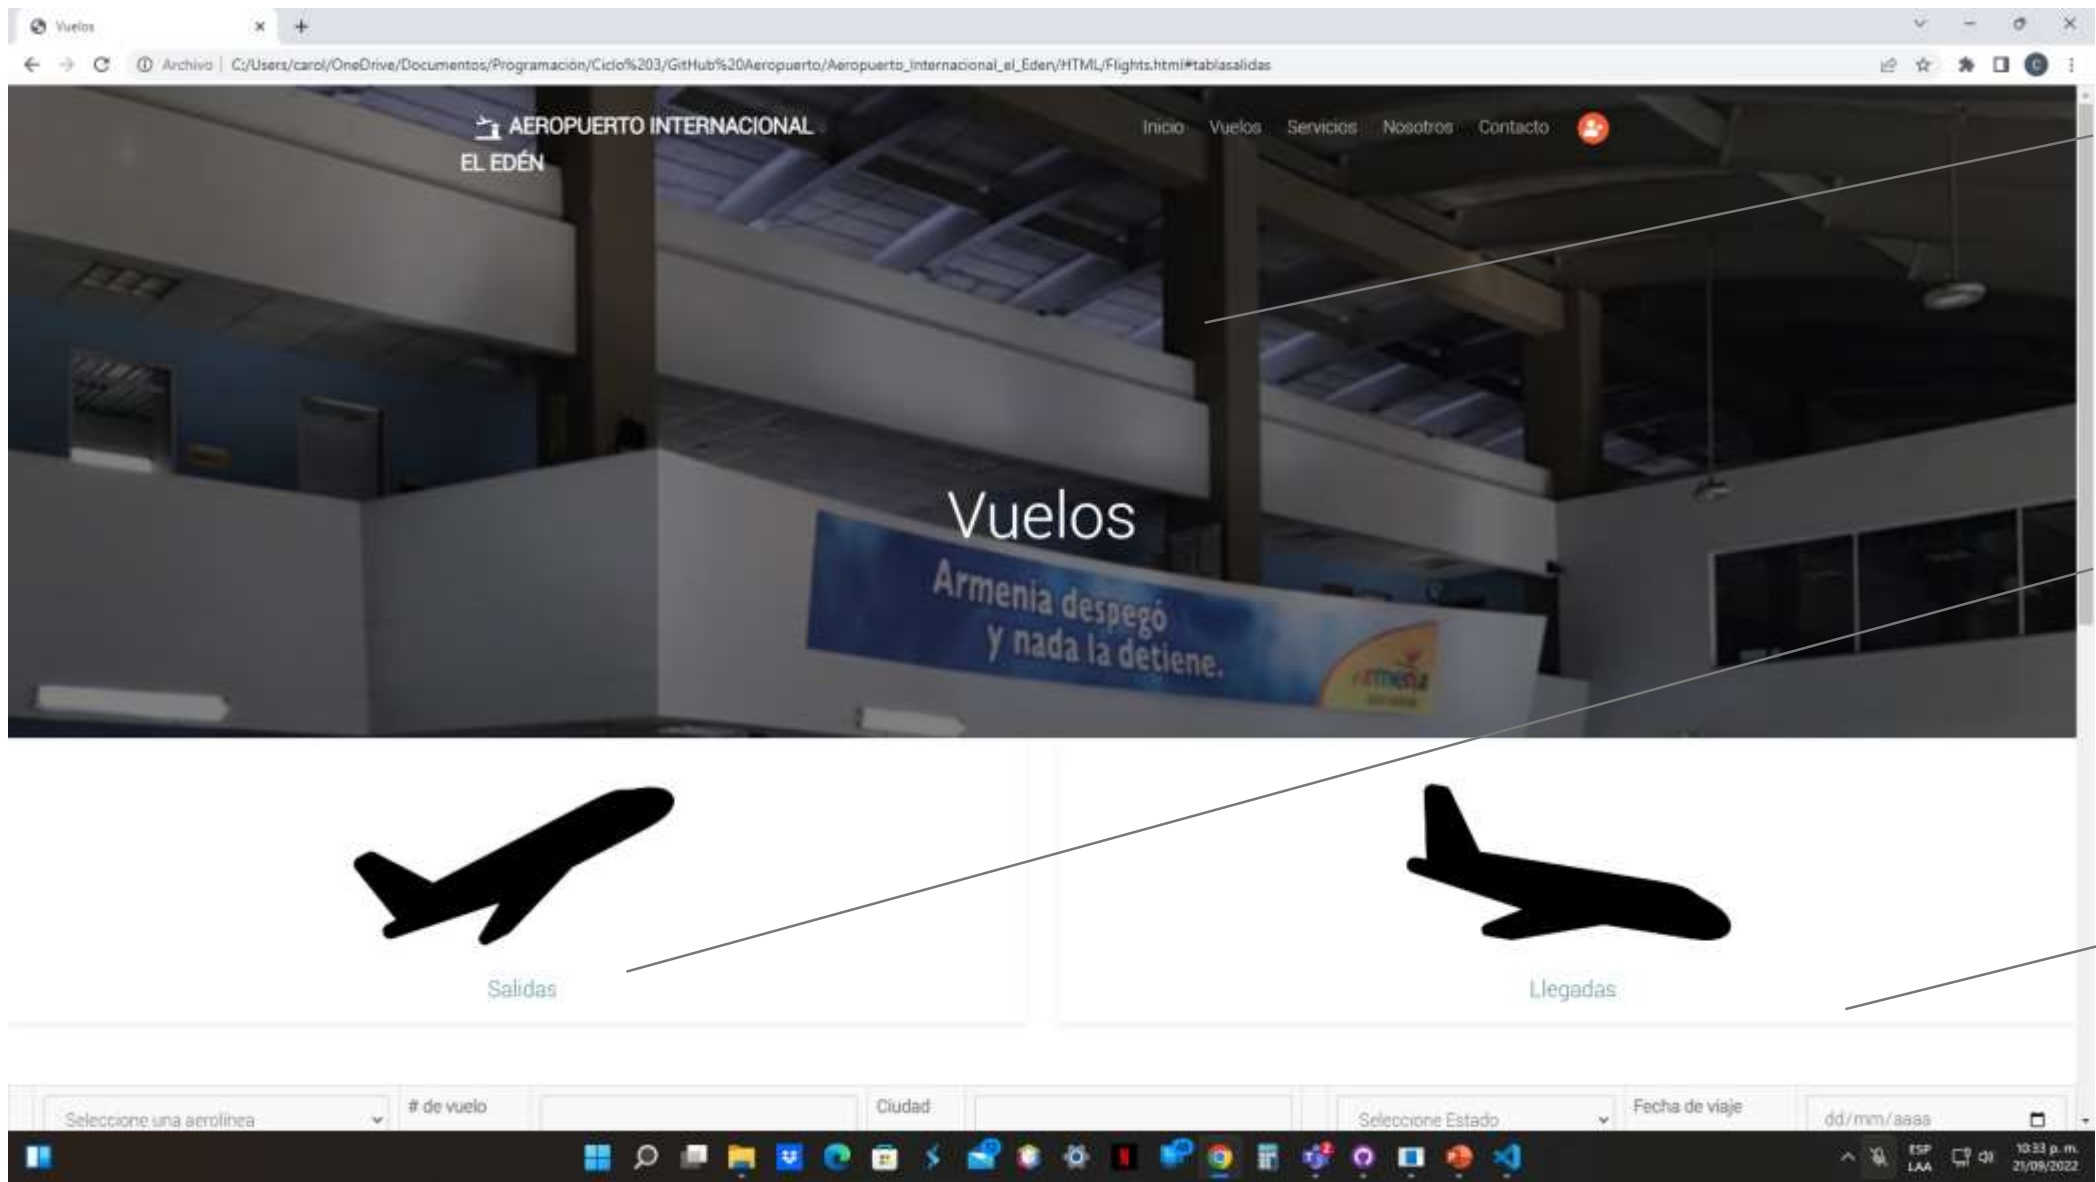 Vuelos
Archivo | C:/Users/carol/OneDrive/Documentos/Programación/Ciclo%203/GitHub%20Aeropuerto/Aeropuerto_Internacional_el_Eden/HTML/Flights.html#tablasalidas
AEROPUERTO INTERNACIONAL
EL EDÉN
Inicio Vuelos Servicios Nosotros Contacto
Vuelos
Armenia despegó
y nada la detiene.
Armenia
Salidas
Llegadas
Seleccione una aerolínea
# de vuelo
Ciudad
Seleccione Estado
Fecha de viaje
dd/mm/aaaa
ESP
LAA
10:33 p. m.
21/09/2022